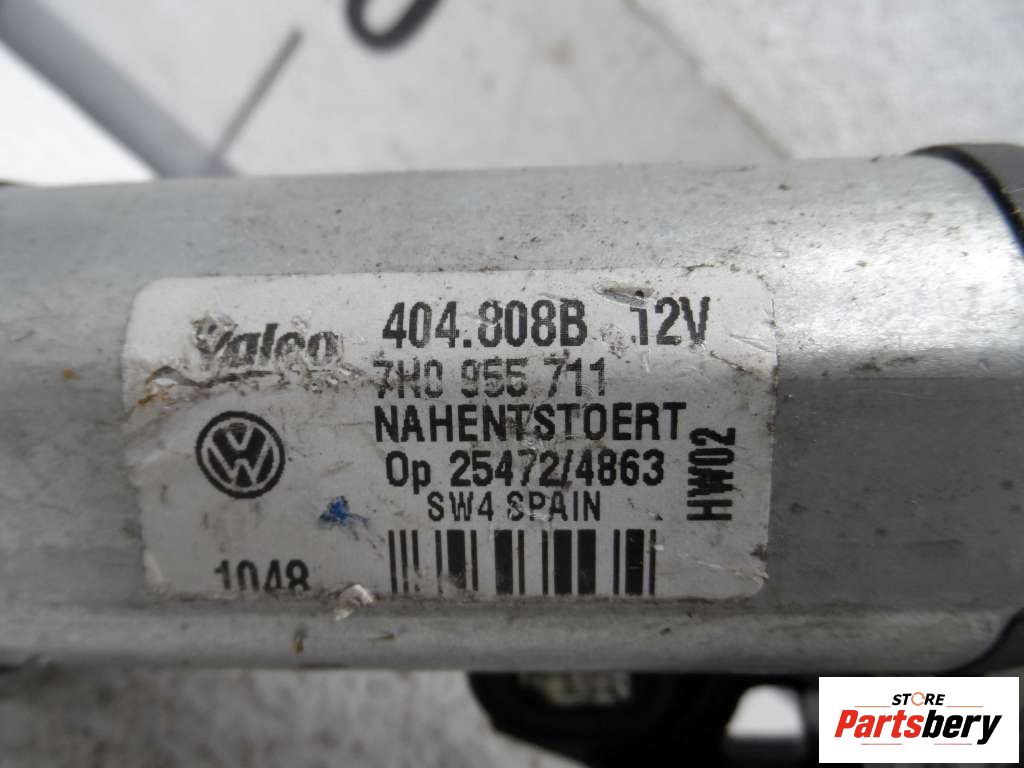 Valeo 404.808B 12V
7H0 955 711
NAHENTSTOERT
Op 25472/4863
SW4 SPAIN
HW02
1048
STORE
Partsbery